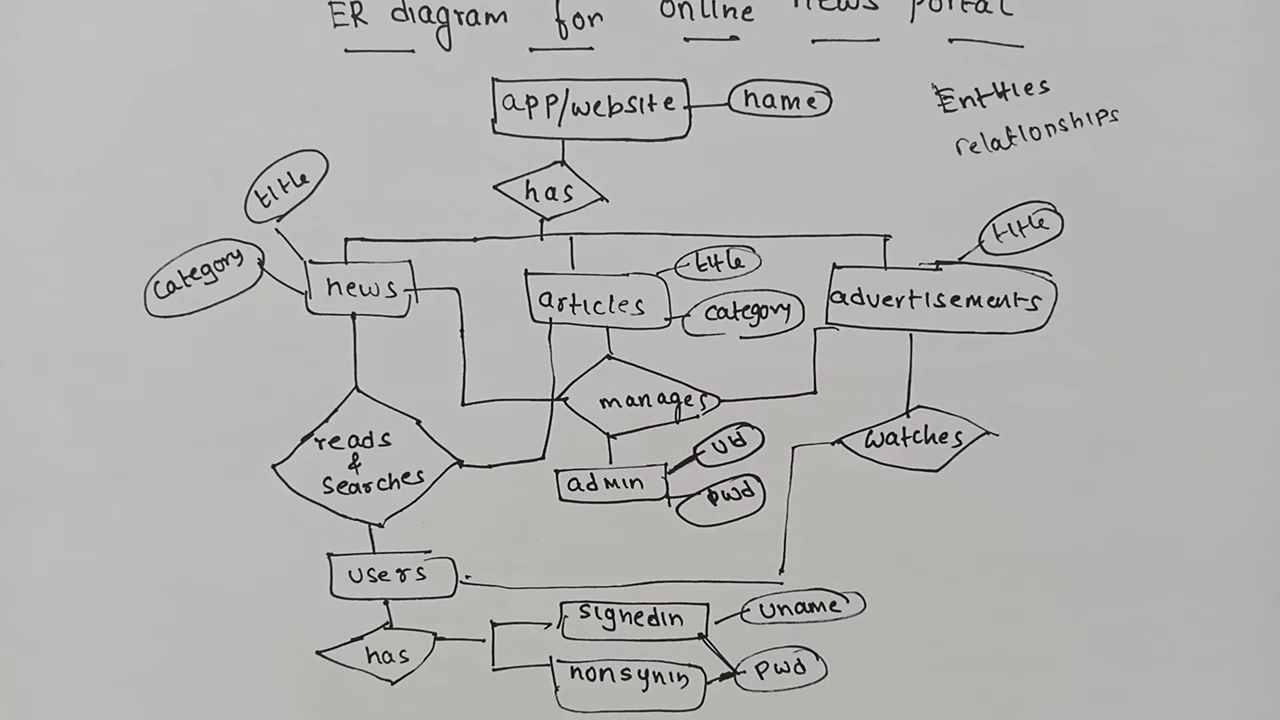 ER diagram for online news portal
app/website
name
Entities
relationships
has
title
category
news
articles
title
category
advertisements
title
reads
&
searches
manages
watches
admin
uid
pwd
users
has
signedin
uname
nonsynin
pwd